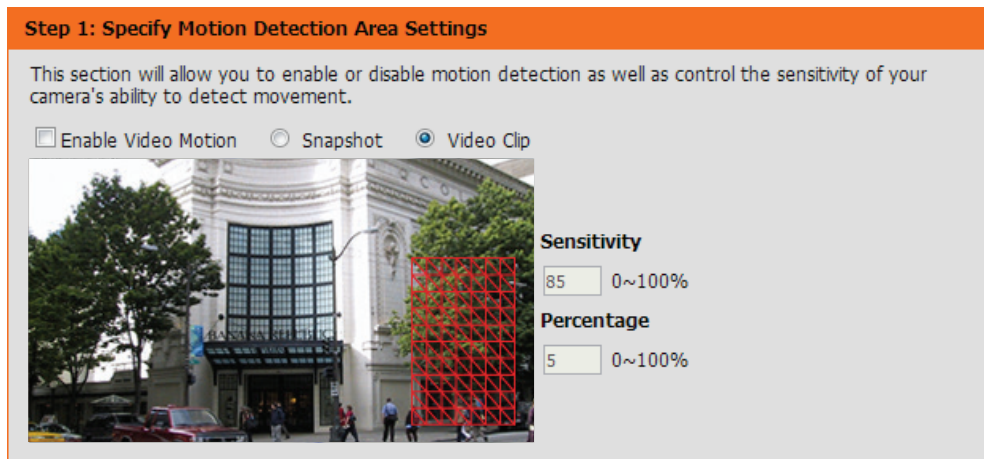 Step 1: Specify Motion Detection Area Settings
This section will allow you to enable or disable motion detection as well as control the sensitivity of your
camera's ability to detect movement.
Enable Video Motion Snapshot Video Clip
Sensitivity
85 0~100%
Percentage
5 0~100%